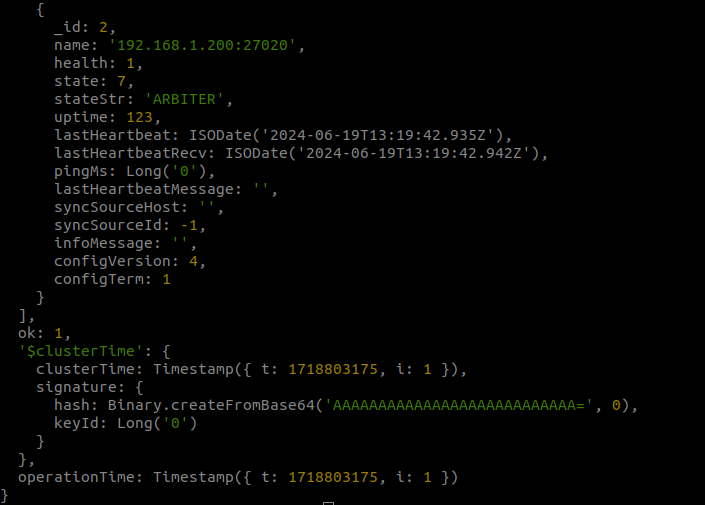 {
_id: 2,
name: '192.168.1.200:27020',
health: 1,
state: 7,
stateStr: 'ARBITER',
uptime: 123,
lastHeartbeat: ISODate('2024-06-19T13:19:42.935Z'),
lastHeartbeatRecv: ISODate('2024-06-19T13:19:42.942Z'),
pingMs: Long('0'),
lastHeartbeatMessage: '',
syncSourceHost: '',
syncSourceId: -1,
infoMessage: '',
configVersion: 4,
configTerm: 1
}
],
ok: 1,
'$clusterTime': {
clusterTime: Timestamp({ t: 1718803175, i: 1 }),
signature: {
hash: Binary.createFromBase64('AAAAAAAAAAAAAAAAAAAAAAAAAAA=', 0),
keyId: Long('0')
}
},
operationTime: Timestamp({ t: 1718803175, i: 1 })
}